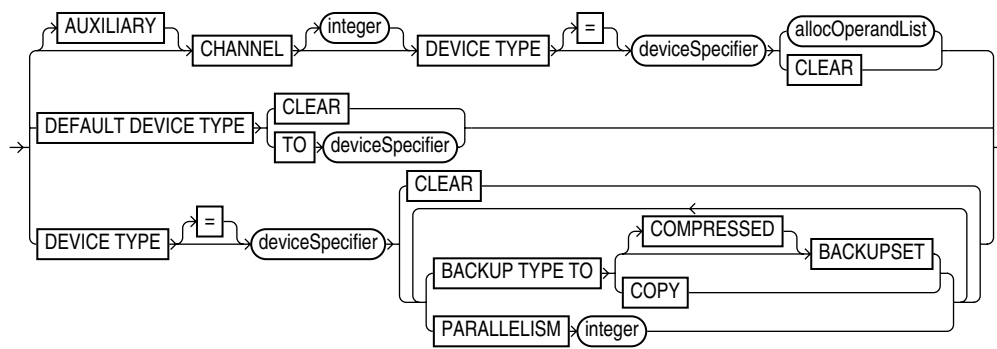 AUXILIARY CHANNEL integer DEVICE TYPE = deviceSpecifier allocOperandList
CLEAR
DEFAULT DEVICE TYPE CLEAR
TO deviceSpecifier
DEVICE TYPE = deviceSpecifier CLEAR
COMPRESSED
BACKUP TYPE TO BACKUPSET
COPY
PARALLELISM integer